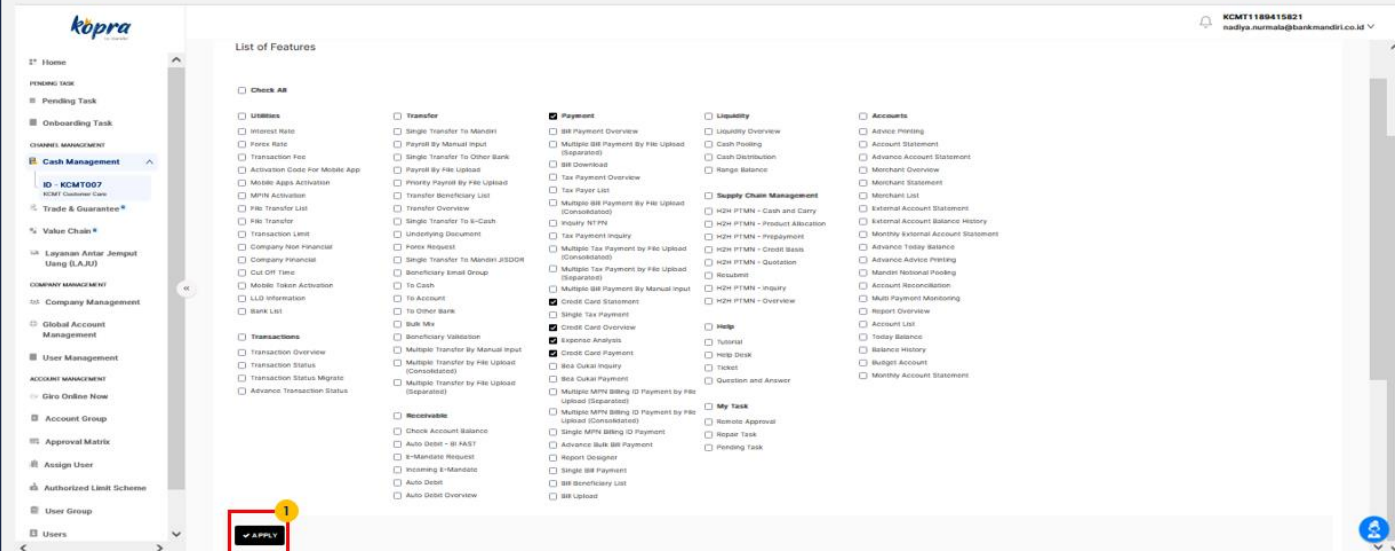 kopra
KCMT1189415821
nadiya.nurmala@bankmandiri.co.id
Home
PENDING TASK
Pending Task
Onboarding Task
CHANNEL MANAGEMENT
Cash Management
ID - KCMT007
KCMT Customer Care
Trade & Guarantee
Value Chain
Layanan Antar Jemput
Uang (LAJU)
COMPANY MANAGEMENT
Company Management
Global Account
Management
User Management
ACCOUNT MANAGEMENT
Giro Online Now
Account Group
Approval Matrix
Assign User
Authorized Limit Scheme
User Group
Users
List of Features
Check All
Utilities
Interest Rate
Forex Rate
Transaction Fee
Activation Code For Mobile App
Mobile Apps Activation
MPIN Activation
File Transfer List
File Transfer
Transaction Limit
Company Non Financial
Company Financial
Cut Off Time
Mobile Token Activation
LLD Information
Bank List
Transactions
Transaction Overview
Transaction Status
Transaction Status Migrate
Advance Transaction Status
Transfer
Single Transfer To Mandiri
Payroll By Manual Input
Single Transfer To Other Bank
Payroll By File Upload
Priority Payroll By File Upload
Transfer Beneficiary List
Transfer Overview
Single Transfer To E-Cash
Underlying Document
Forex Request
Single Transfer To Mandiri JISDOR
Beneficiary Email Group
To Cash
To Account
To Other Bank
Bulk Mix
Beneficiary Validation
Multiple Transfer By Manual Input
Multiple Transfer by File Upload
(Consolidated)
Multiple Transfer by File Upload
(Separated)
Receivable
Check Account Balance
Auto Debit - BI FAST
E-Mandate Request
Incoming E-Mandate
Auto Debit
Auto Debit Overview
Payment
Bill Payment Overview
Multiple Bill Payment By File Upload
(Separated)
Bill Download
Tax Payment Overview
Tax Payer List
Multiple Bill Payment By File Upload
(Consolidated)
Inquiry NTPN
Tax Payment Inquiry
Multiple Tax Payment by File Upload
(Consolidated)
Multiple Tax Payment by File Upload
(Separated)
Multiple Bill Payment By Manual Input
Credit Card Statement
Single Tax Payment
Credit Card Overview
Expense Analysis
Credit Card Payment
Bea Cukai Inquiry
Bea Cukai Payment
Multiple MPN Billing ID Payment by File
Upload (Separated)
Multiple MPN Billing ID Payment by File
Upload (Consolidated)
Single MPN Billing ID Payment
Advance Bulk Bill Payment
Report Designer
Single Bill Payment
Bill Beneficiary List
Bill Upload
Liquidity
Liquidity Overview
Cash Pooling
Cash Distribution
Range Balance
Supply Chain Management
H2H PTMN - Cash and Carry
H2H PTMN - Product Allocation
H2H PTMN - Prepayment
H2H PTMN - Credit Basis
H2H PTMN - Quotation
Resubmit
H2H PTMN - Inquiry
H2H PTMN - Overview
Help
Tutorial
Help Desk
Ticket
Question and Answer
My Task
Remote Approval
Repair Task
Pending Task
Accounts
Advice Printing
Account Statement
Advance Account Statement
Merchant Overview
Merchant Statement
Merchant List
External Account Statement
External Account Balance History
Monthly External Account Statement
Advance Today Balance
Advance Advice Printing
Mandiri Notional Pooling
Account Reconciliation
Multi Payment Monitoring
Report Overview
Account List
Today Balance
Balance History
Budget Account
Monthly Account Statement
1
APPLY